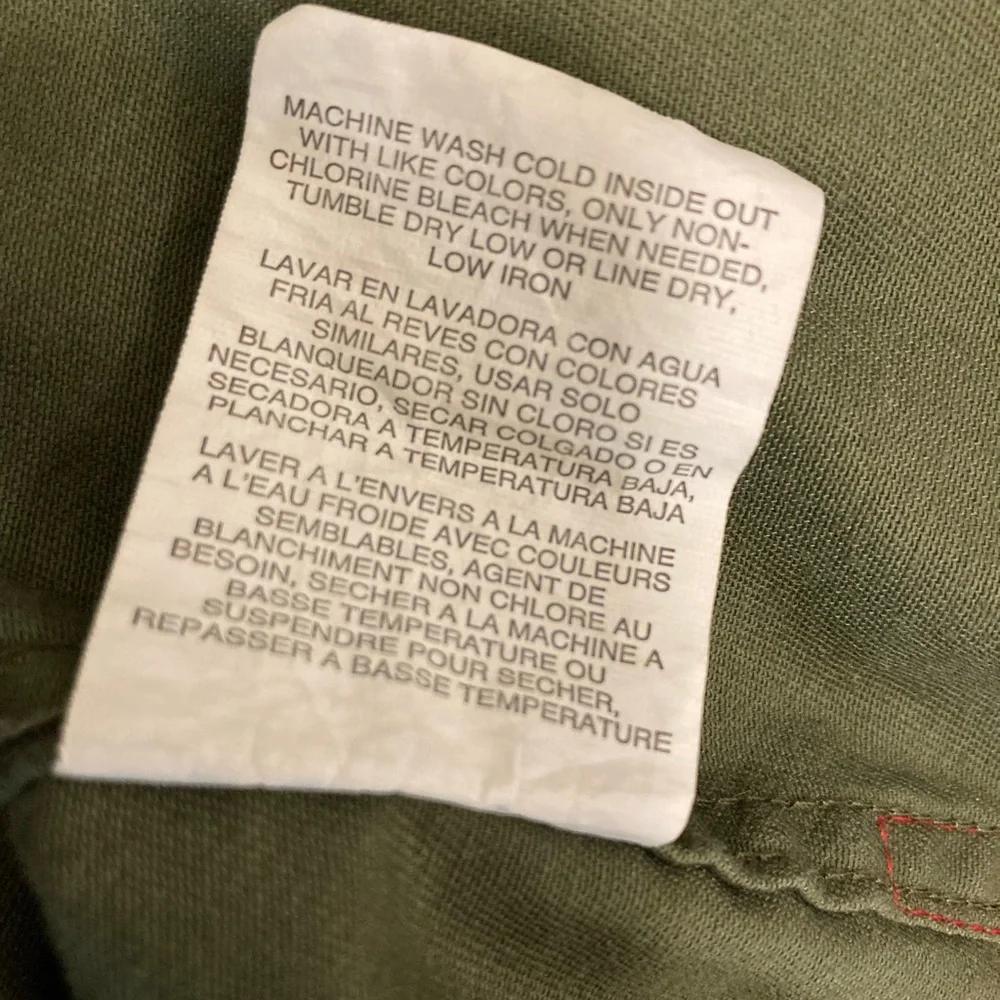 MACHINE WASH COLD INSIDE OUT
WITH LIKE COLORS, ONLY NON-
CHLORINE BLEACH WHEN NEEDED,
TUMBLE DRY LOW OR LINE DRY,
LOW IRON
LAVAR EN LAVADORA CON AGUA
FRIA AL REVES CON COLORES
SIMILARES, USAR SOLO
BLANQUEADOR SIN CLORO SI ES
NECESARIO, SECAR COLGADO O EN
SECADORA A TEMPERATURA BAJA,
PLANCHAR A TEMPERATURA BAJA
LAVER A L'ENVERS A LA MACHINE
A L'EAU FROIDE AVEC COULEURS
SEMBLABLES, AGENT DE
BLANCHIMENT NON CHLORE AU
BESOIN, SECHER A LA MACHINE A
BASSE TEMPERATURE OU
SUSPENDRE POUR SECHER,
REPASSER A BASSE TEMPERATURE